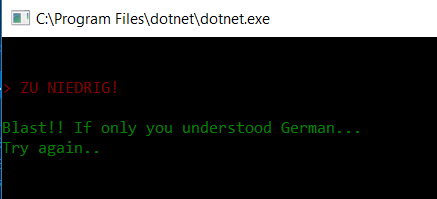 C:\Program Files\dotnet\dotnet.exe
> ZU NIEDRIG!
Blast!! If only you understood German...
Try again..